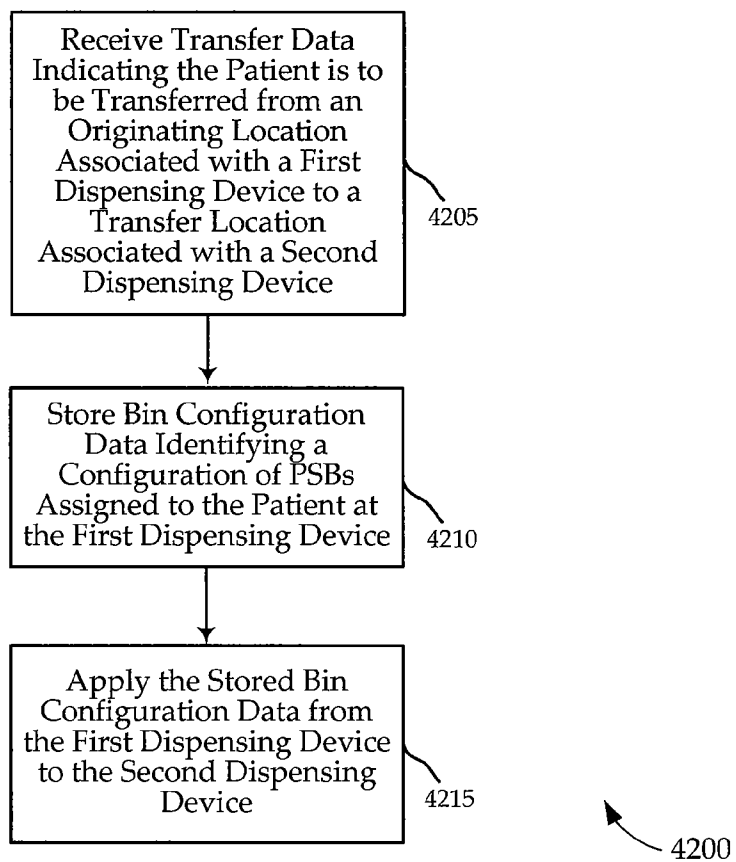 Receive Transfer Data
Indicating the Patient is to
be Transferred from an
Originating Location
Associated with a First
Dispensing Device to a
Transfer Location
Associated with a Second
Dispensing Device
4205
Store Bin Configuration
Data Identifying a
Configuration of PSBs
Assigned to the Patient at
the First Dispensing Device
4210
Apply the Stored Bin
Configuration Data from
the First Dispensing Device
to the Second Dispensing
Device
4215
4200